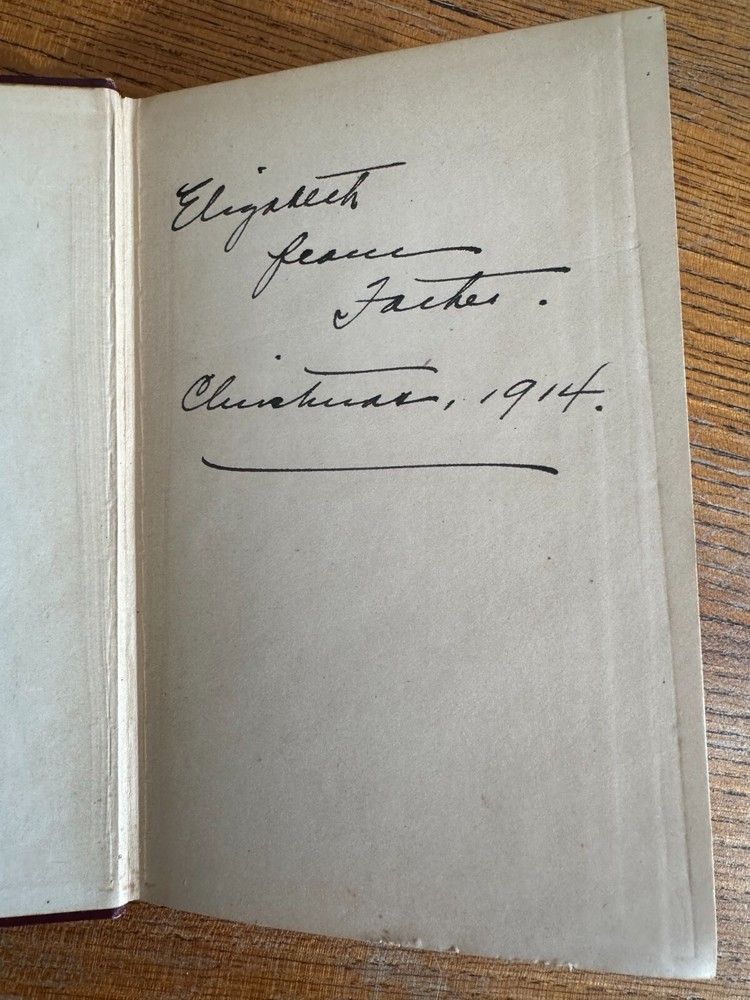 Elizabeth
from
Father.
Christmas, 1914.